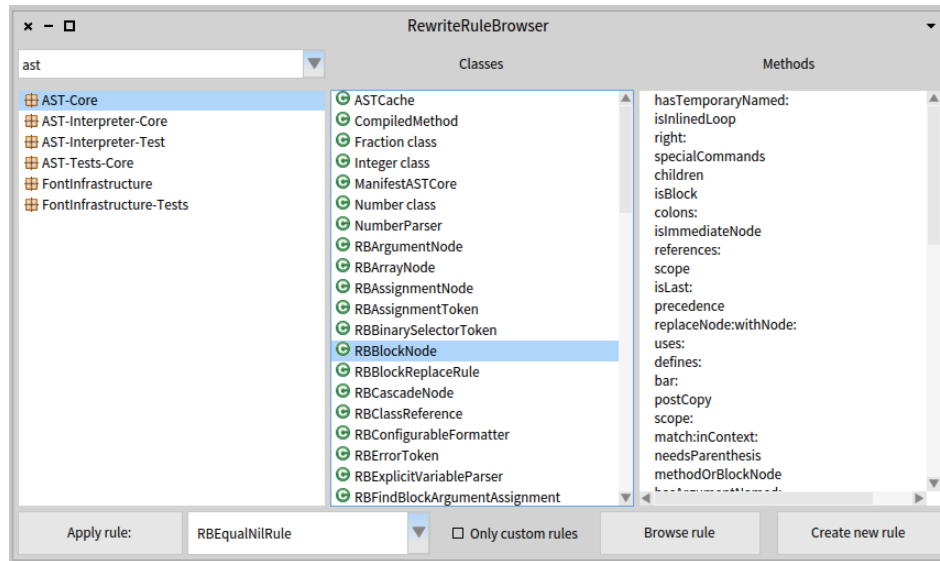 RewriteRuleBrowser
ast
Classes
Methods
AST-Core
AST-Interpreter-Core
AST-Interpreter-Test
AST-Tests-Core
FontInfrastructure
FontInfrastructure-Tests
ASTCache
CompiledMethod
Fraction class
Integer class
ManifestASTCore
Number class
NumberParser
RBArgumentNode
RBArrayNode
RBAssignmentNode
RBAssignmentToken
RBBinarySelectorToken
RBBlockNode
RBBlockReplaceRule
RBCascadeNode
RBClassReference
RBConfigurableFormatter
RBErrorToken
RBExplicitVariableParser
RBFindBlockArgumentAssignment
hasTemporaryNamed:
isInlinedLoop
right:
specialCommands
children
isBlock
colons:
isImmediateNode
references:
scope
isLast:
precedence
replaceNode:withNode:
uses:
defines:
bar:
postCopy
scope:
match:inContext:
needsParenthesis
methodOrBlockNode
Apply rule:
RBEqualNilRule
Only custom rules
Browse rule
Create new rule